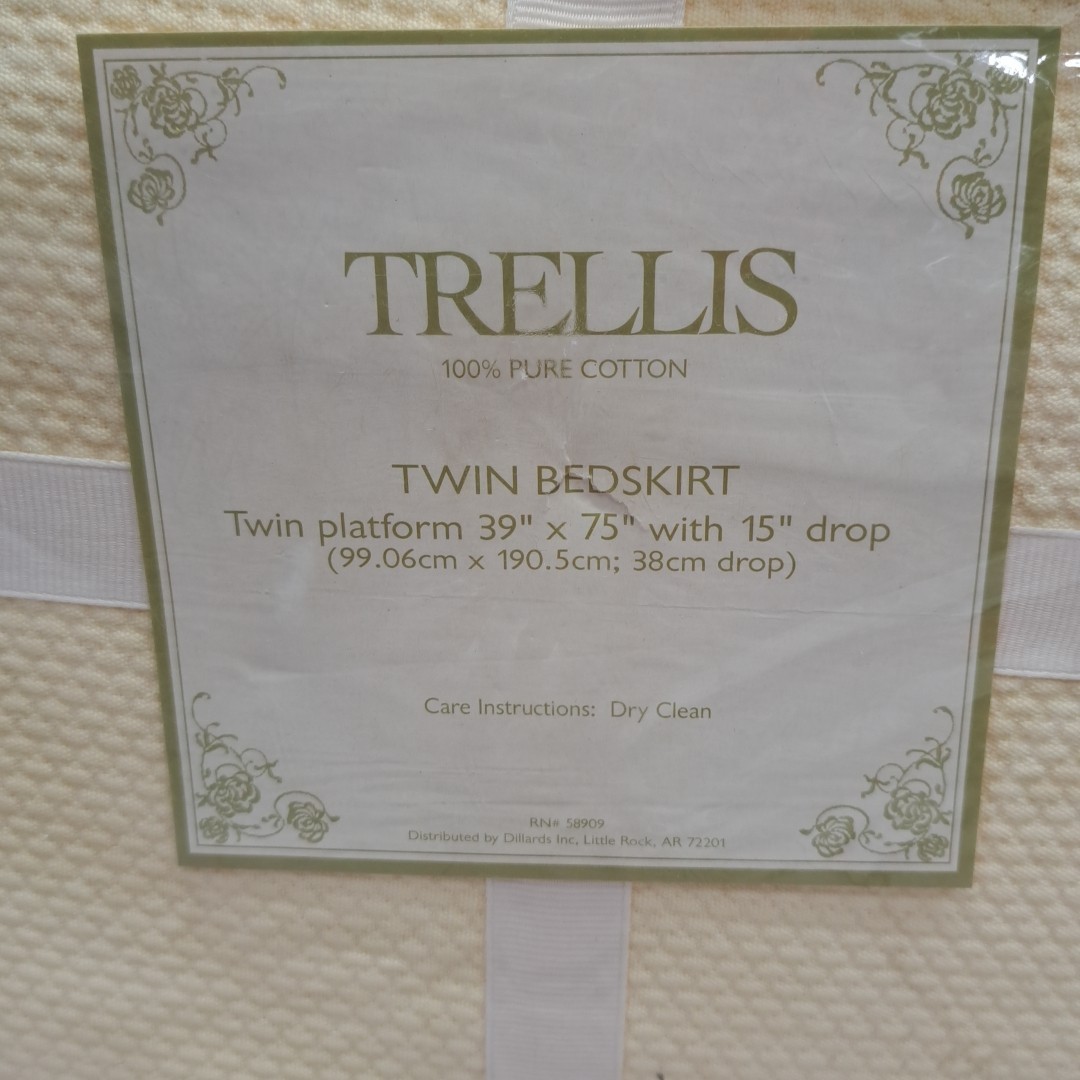 TRELLIS
100% PURE COTTON
TWIN BEDSKIRT
Twin platform 39" x 75" with 15" drop
(99.06cm x 190.5cm; 38cm drop)
Care Instructions: Dry Clean
RN# 58909
Distributed by Dillards Inc, Little Rock, AR 72201